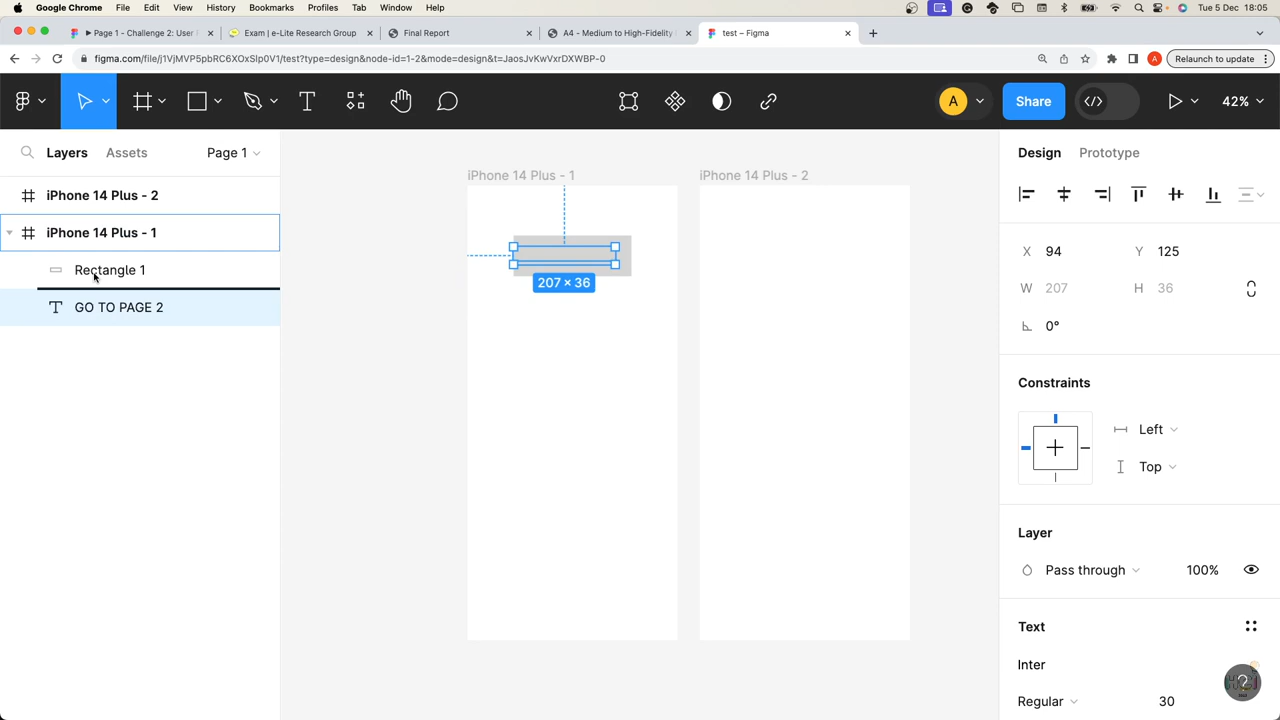 Google Chrome File Edit View History Bookmarks Profiles Tab Window Help Tue 5 Dec 18:05
Page 1 - Challenge 2: User Exam | e-Lite Research Group Final Report A4 - Medium to High-Fidelity test – Figma
figma.com/file/j1VjMVP5pbRC6XOxSlp0V1/test?type=design&node-id=1-2&mode=design&t=JaosJvKwVxrDXWBP-0 A Relaunch to update
A Share 42%
Layers Assets Page 1
iPhone 14 Plus - 2
iPhone 14 Plus - 1
Rectangle 1
GO TO PAGE 2
iPhone 14 Plus - 1 iPhone 14 Plus - 2
207 × 36
Design Prototype
X 94 Y 125
W 207 H 36
0°
Constraints
Left
Top
Layer
Pass through 100%
Text
Inter
Regular 30